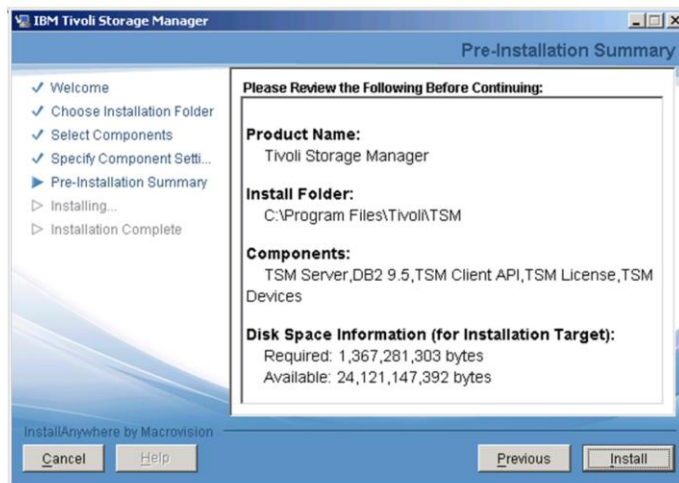 IBM Tivoli Storage Manager
Pre-Installation Summary
Welcome
Choose Installation Folder
Select Components
Specify Component Setti...
Pre-Installation Summary
Installing...
Installation Complete
Please Review the Following Before Continuing:
Product Name:
Tivoli Storage Manager
Install Folder:
C:\Program Files\Tivoli\TSM
Components:
TSM Server,DB2 9.5,TSM Client API,TSM License,TSM
Devices
Disk Space Information (for Installation Target):
Required: 1,367,281,303 bytes
Available: 24,121,147,392 bytes
InstallAnywhere by Macrovision
Cancel
Help
Previous
Install